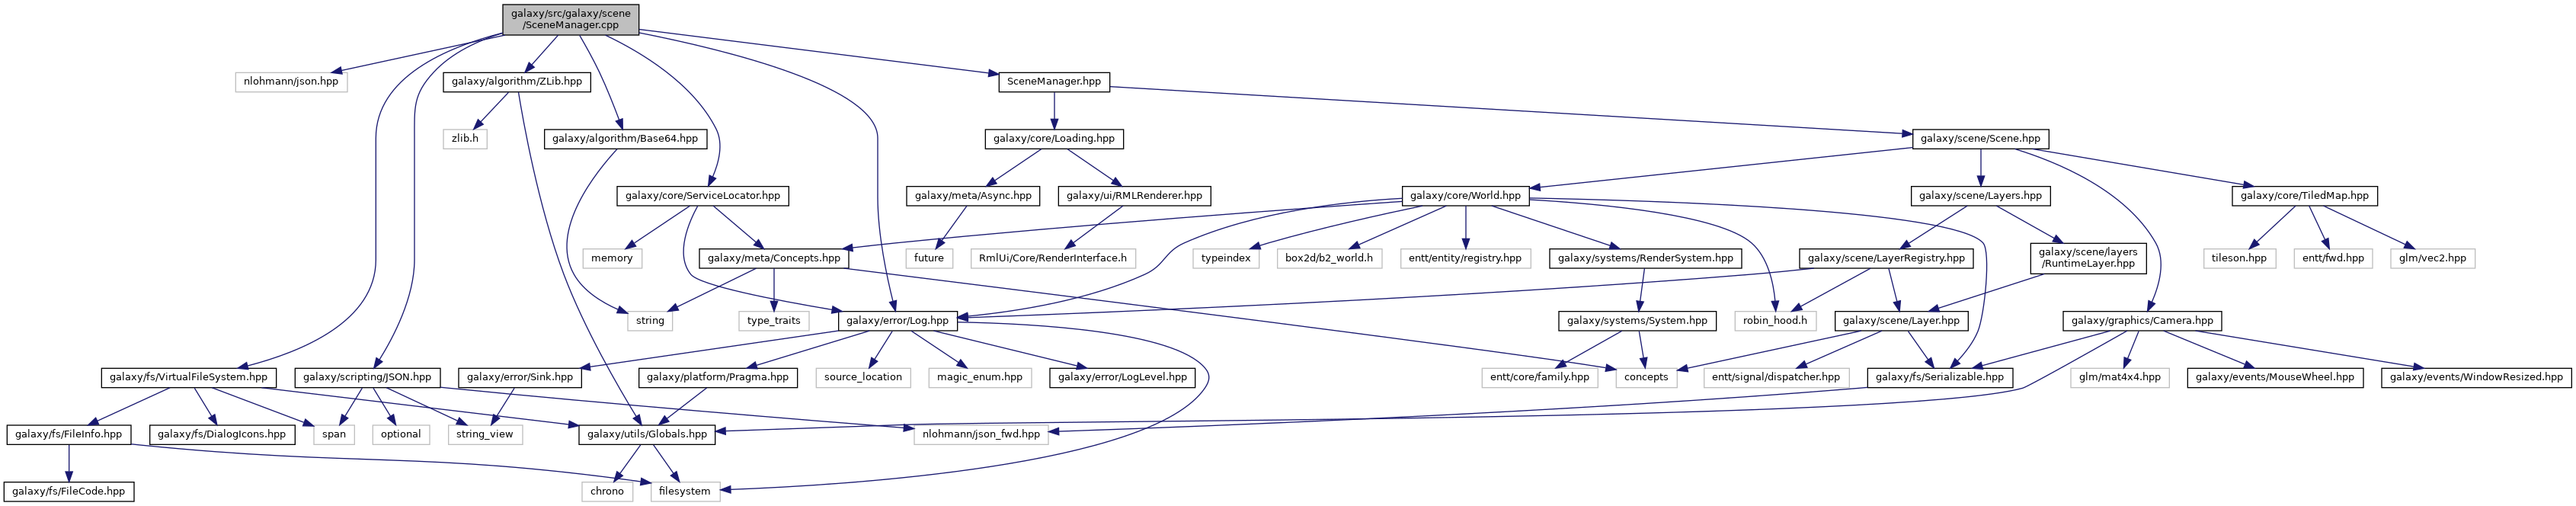 galaxy/src/galaxy/scene
/SceneManager.cpp
nlohmann/json.hpp
galaxy/algorithm/ZLib.hpp
SceneManager.hpp
zlib.h
galaxy/algorithm/Base64.hpp
galaxy/core/Loading.hpp
galaxy/scene/Scene.hpp
galaxy/core/ServiceLocator.hpp
galaxy/meta/Async.hpp
galaxy/ui/RMLRenderer.hpp
galaxy/core/World.hpp
galaxy/scene/Layers.hpp
galaxy/core/TiledMap.hpp
memory
galaxy/meta/Concepts.hpp
future
RmlUi/Core/RenderInterface.h
typeindex
box2d/b2_world.h
entt/entity/registry.hpp
galaxy/systems/RenderSystem.hpp
galaxy/scene/LayerRegistry.hpp
galaxy/scene/layers
/RuntimeLayer.hpp
tileson.hpp
entt/fwd.hpp
glm/vec2.hpp
string
type_traits
galaxy/error/Log.hpp
galaxy/systems/System.hpp
robin_hood.h
galaxy/scene/Layer.hpp
galaxy/graphics/Camera.hpp
galaxy/fs/VirtualFileSystem.hpp
galaxy/scripting/JSON.hpp
galaxy/error/Sink.hpp
galaxy/platform/Pragma.hpp
source_location
magic_enum.hpp
galaxy/error/LogLevel.hpp
entt/core/family.hpp
concepts
entt/signal/dispatcher.hpp
galaxy/fs/Serializable.hpp
glm/mat4x4.hpp
galaxy/events/MouseWheel.hpp
galaxy/events/WindowResized.hpp
galaxy/fs/FileInfo.hpp
galaxy/fs/DialogIcons.hpp
span
optional
string_view
galaxy/utils/Globals.hpp
nlohmann/json_fwd.hpp
galaxy/fs/FileCode.hpp
chrono
filesystem